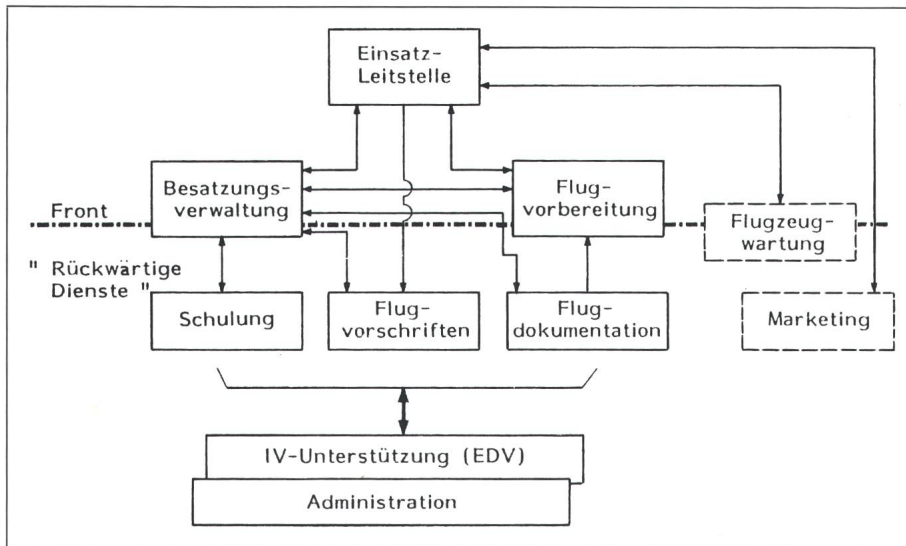 Einsatz-
Leitstelle
Besatzungs-
verwaltung
Flug-
vorbereitung
Front
Flugzeug-
wartung
" Rückwärtige
Dienste "
Schulung
Flug-
vorschriften
Flug-
dokumentation
Marketing
IV-Unterstützung (EDV)
Administration